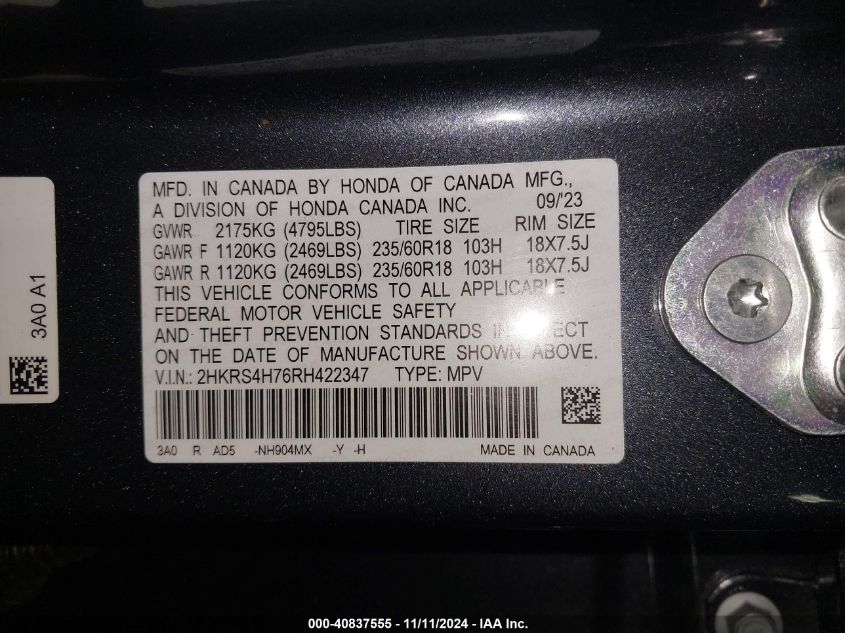 MFD. IN CANADA BY HONDA OF CANADA MFG.,
A DIVISION OF HONDA CANADA INC. 09/'23
GVWR 2175KG (4795LBS) TIRE SIZE RIM SIZE
GAWR F 1120KG (2469LBS) 235/60R18 103H 18X7.5J
GAWR R 1120KG (2469LBS) 235/60R18 103H 18X7.5J
THIS VEHICLE CONFORMS TO ALL APPLICABLE
FEDERAL MOTOR VEHICLE SAFETY
AND THEFT PREVENTION STANDARDS IN EFFECT
ON THE DATE OF MANUFACTURE SHOWN ABOVE.
V.I.N.: 2HKRS4H76RH422347 TYPE: MPV
3A0 R AD5 -NH904MX -Y -H MADE IN CANADA
3A0 A1
000-40837555 - 11/11/2024 - IAA Inc.